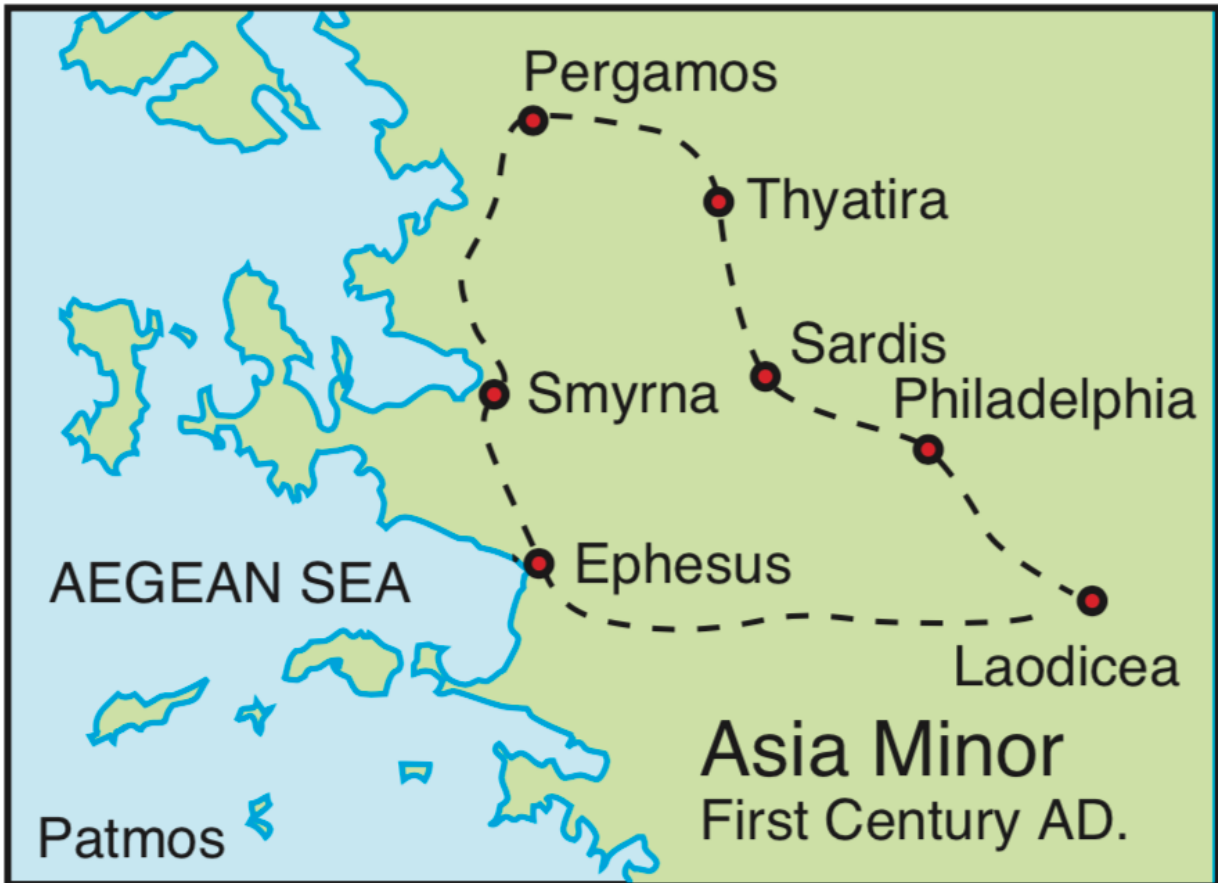 Pergamos
Thyatira
Sardis
Philadelphia
Smyrna
Ephesus
AEGEAN SEA
Laodicea
Asia Minor
First Century AD.
Patmos